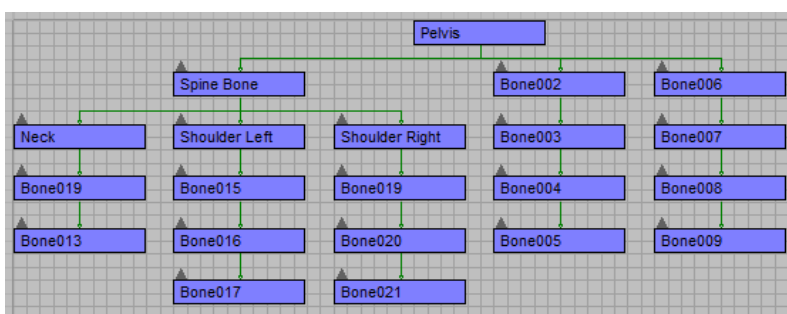 Pelvis
Spine Bone
Bone002
Bone006
Neck
Shoulder Left
Shoulder Right
Bone003
Bone007
Bone019
Bone015
Bone019
Bone004
Bone008
Bone013
Bone016
Bone020
Bone005
Bone009
Bone017
Bone021